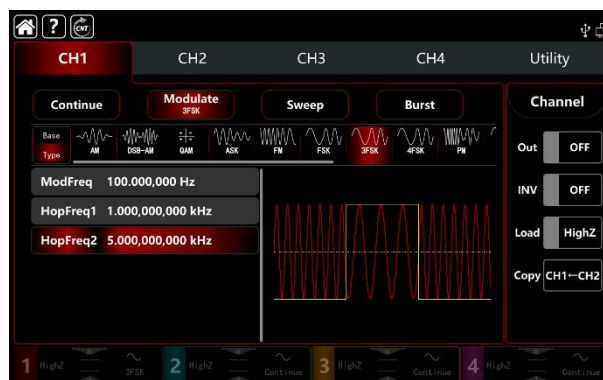 ? CNT
CH1 CH2 CH3 CH4 Utility
Continue Modulate 3FSK Sweep Burst Channel
Base Type AM DSB-AM QAM ASK FM FSK 3FSK 4FSK PM
Out OFF
ModFreq 100.000,000 Hz
INV OFF
HopFreq1 1.000,000,000 kHz
Load HighZ
HopFreq2 5.000,000,000 kHz
Copy CH1←CH2
1 HighZ 3FSK 2 HighZ Continue 3 HighZ Continue 4 HighZ Continue